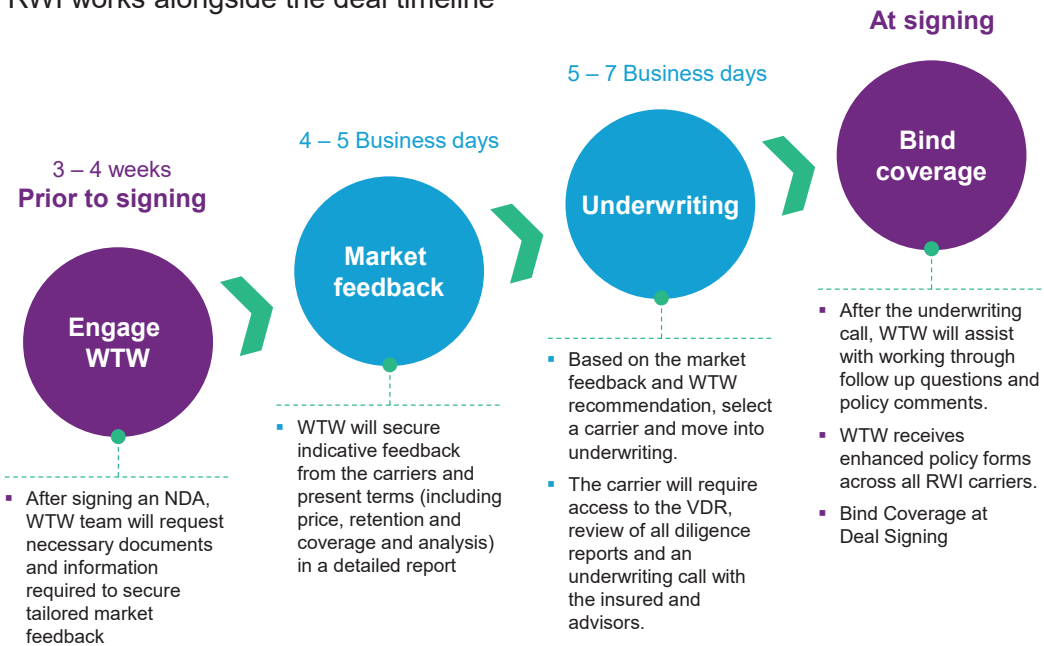 RWI works alongside the deal timeline
3 – 4 weeks
Prior to signing
Engage
WTW
▪ After signing an NDA,
WTW team will request
necessary documents
and information
required to secure
tailored market
feedback
4 – 5 Business days
Market
feedback
▪ WTW will secure
indicative feedback
from the carriers and
present terms (including
price, retention and
coverage and analysis)
in a detailed report
5 – 7 Business days
Underwriting
▪ Based on the market
feedback and WTW
recommendation, select
a carrier and move into
underwriting.
▪ The carrier will require
access to the VDR,
review of all diligence
reports and an
underwriting call with
the insured and
advisors.
At signing
Bind
coverage
▪ After the underwriting
call, WTW will assist
with working through
follow up questions and
policy comments.
▪ WTW receives
enhanced policy forms
across all RWI carriers.
▪ Bind Coverage at
Deal Signing